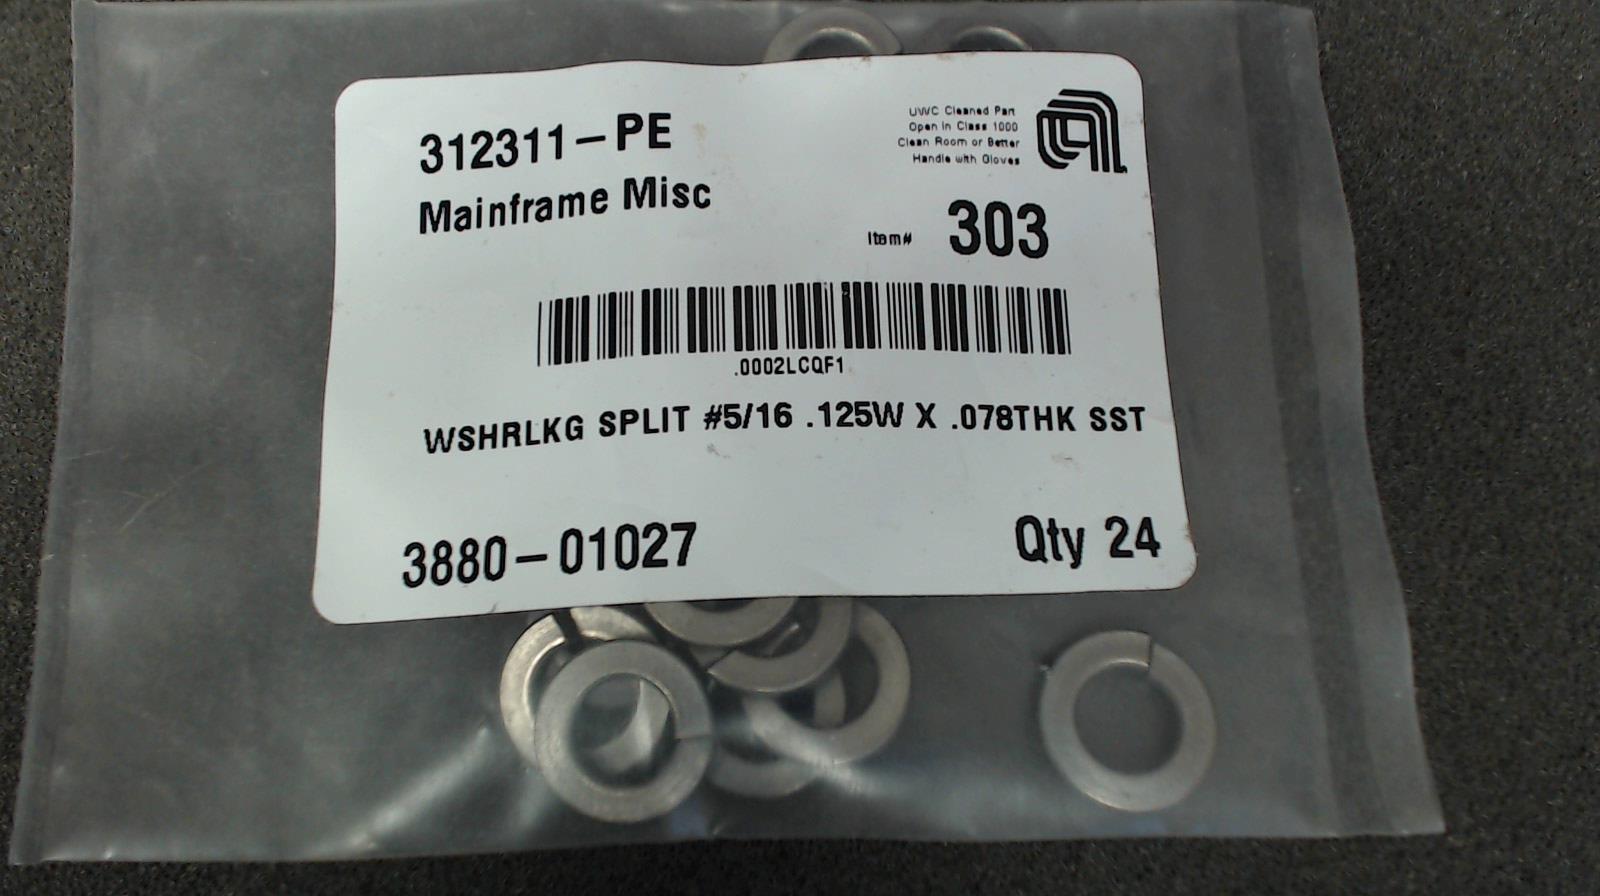 312311-PE
Mainframe Misc
UWC Cleaned Part
Open in Class 1000
Clean Room or Better
Handle with Gloves
Item# 303
.0002LCQF1
WSHRLKG SPLIT #5/16 .125W X .078THK SST
3880-01027
Qty 24